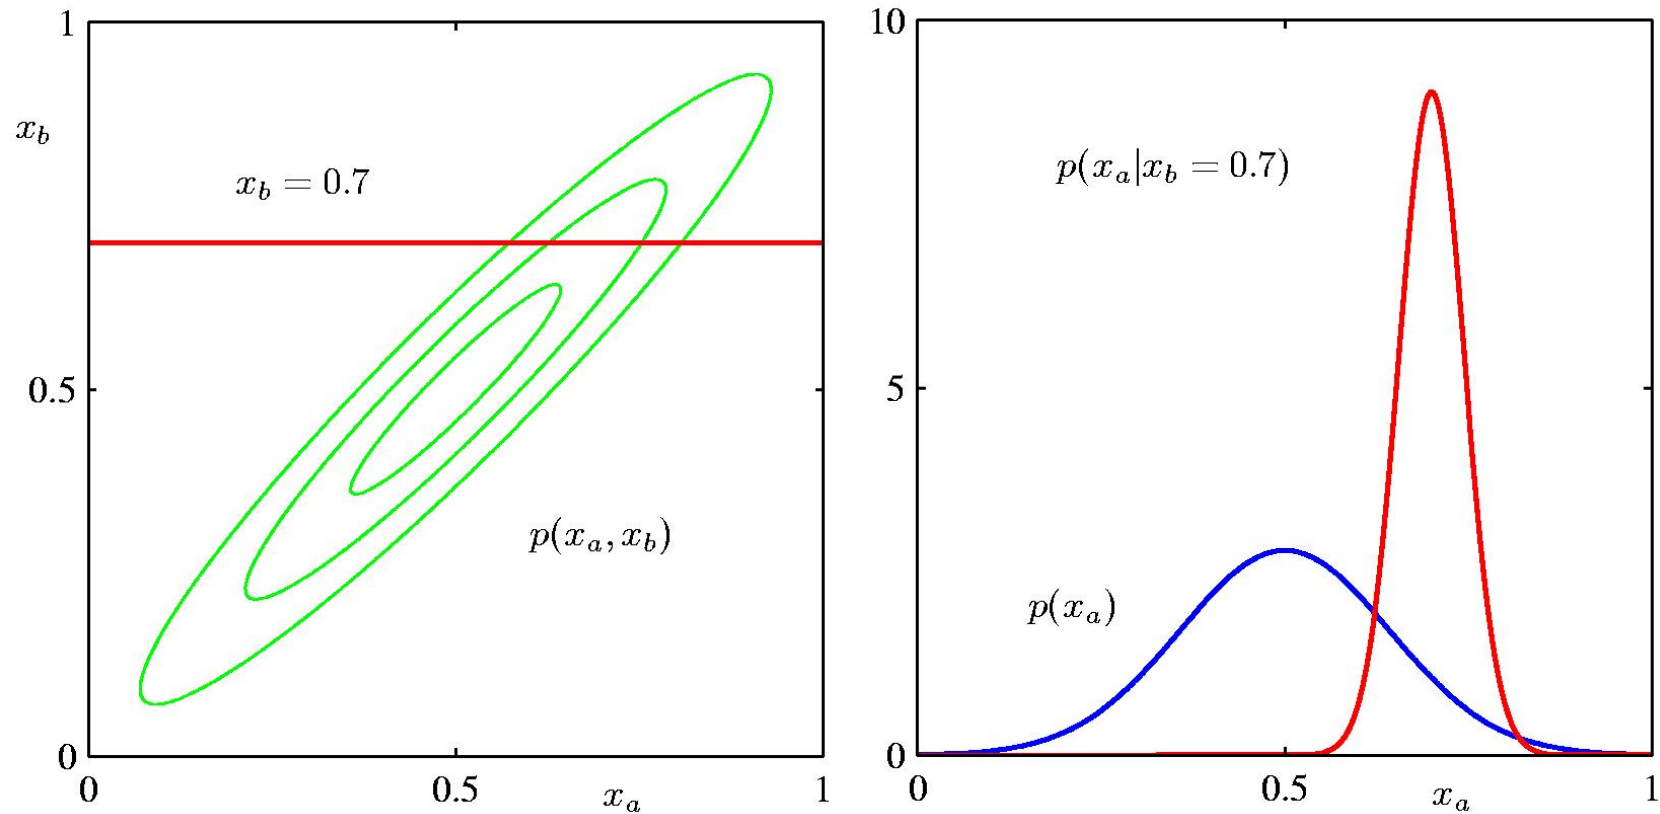 1
x_b
x_b = 0.7
0.5
p(x_a, x_b)
0
0
0.5
x_a
1
10
p(x_a|x_b = 0.7)
5
p(x_a)
0
0
0.5
x_a
1